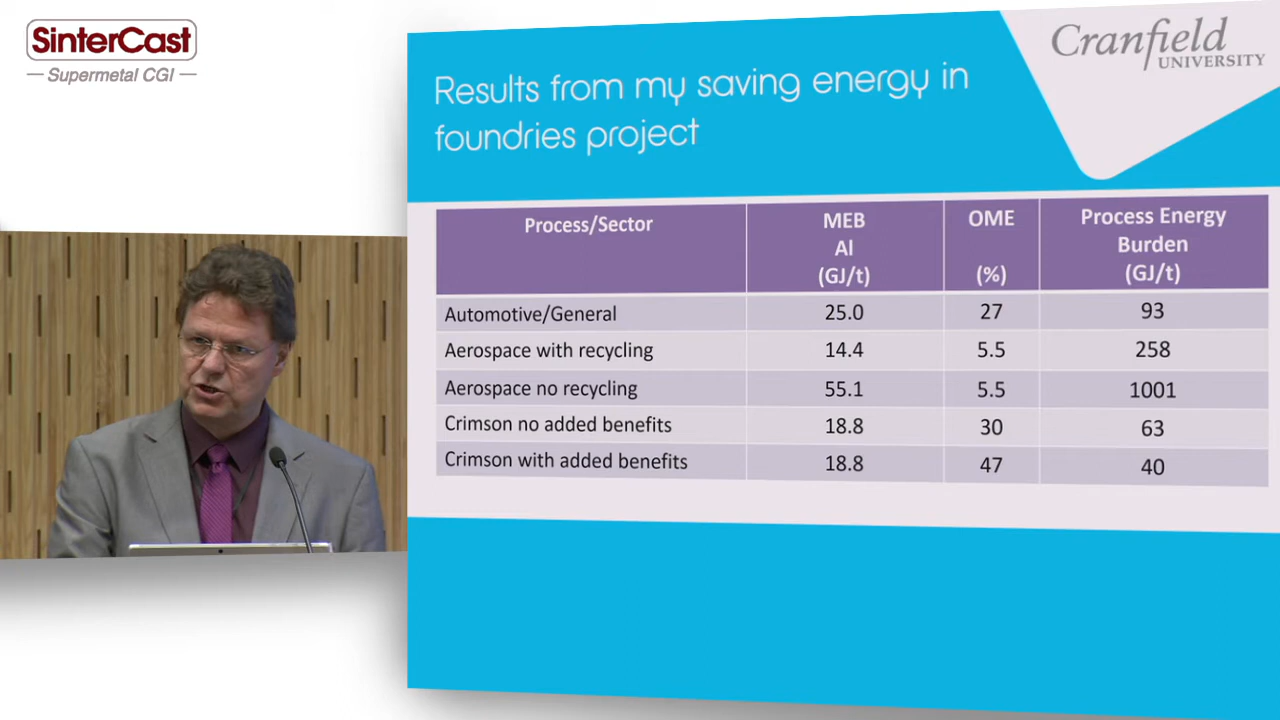 SinterCast
Supermetal CGI
Cranfield
UNIVERSITY
Results from my saving energy in
foundries project
Process/Sector MEB Al (GJ/t) OME (%) Process Energy Burden (GJ/t)
Automotive/General 25.0 27 93
Aerospace with recycling 14.4 5.5 258
Aerospace no recycling 55.1 5.5 1001
Crimson no added benefits 18.8 30 63
Crimson with added benefits 18.8 47 40